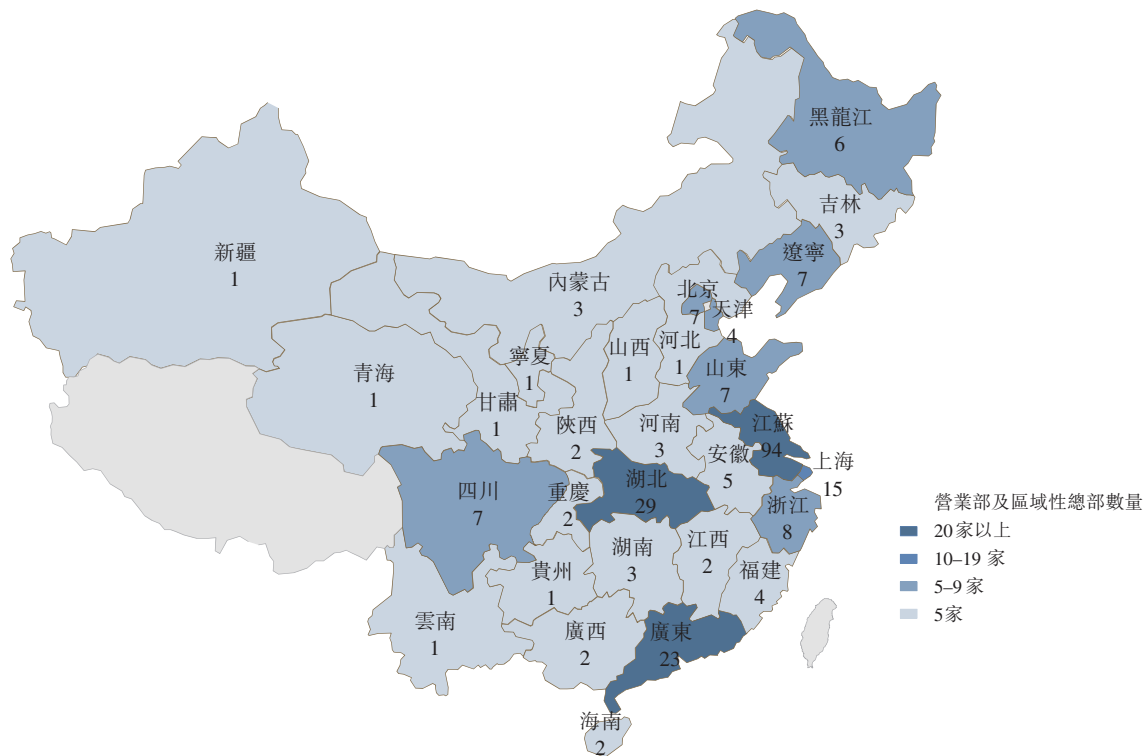 黑龍江
6
吉林
3
遼寧
7
新疆
1
內蒙古
3
北京
7
天津
4
山西
1
河北
1
寧夏
1
山東
7
青海
1
甘肅
1
陝西
2
河南
3
江蘇
94
安徽
5
上海
15
四川
7
重慶
2
湖北
29
浙江
8
湖南
3
江西
2
貴州
1
福建
4
雲南
1
廣西
2
廣東
23
海南
2
營業部及區域性總部數量
20家以上
10–19 家
5–9家
5家